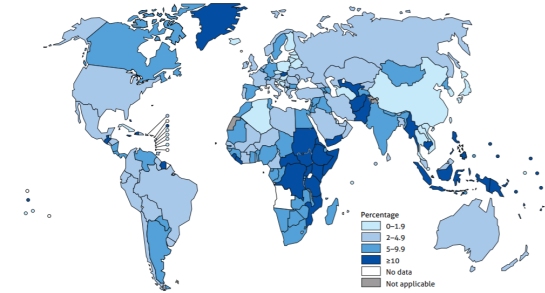 Percentage
0–1.9
2–4.9
5–9.9
≥10
No data
Not applicable